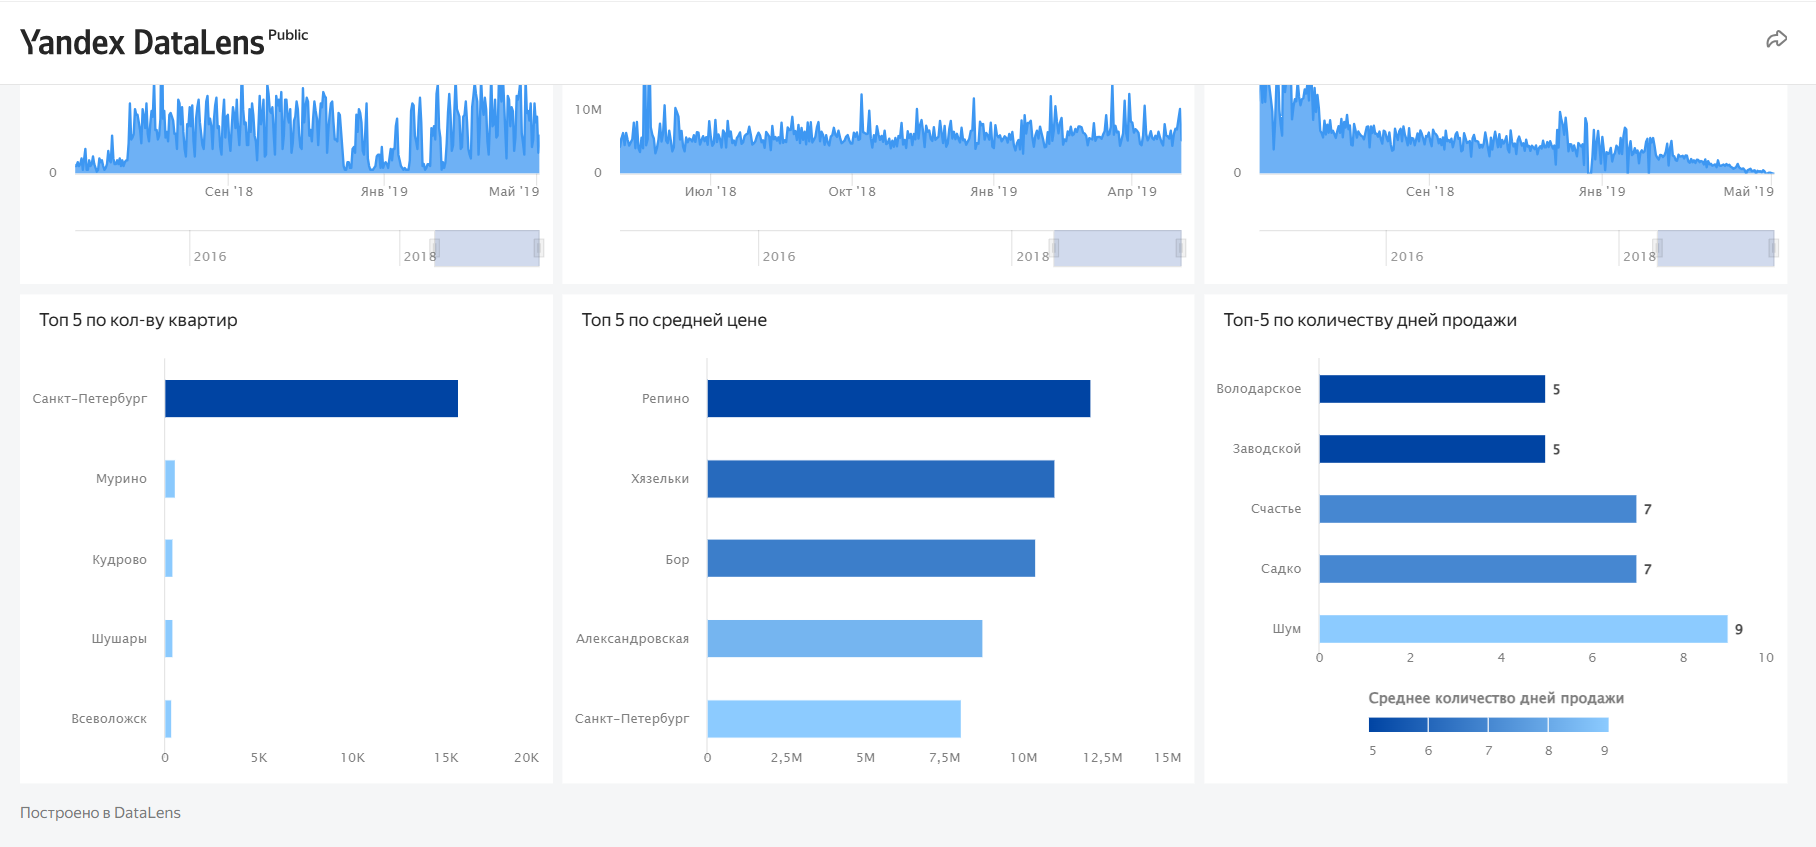 Yandex DataLens Public
0
Сен '18
Янв '19
Май '19
2016
2018
10M
0
Июл '18
Окт '18
Янв '19
Апр '19
2016
2018
0
Сен '18
Янв '19
Май '19
2016
2018
Топ 5 по кол-ву квартир
Санкт-Петербург
Мурино
Кудрово
Шушары
Всеволожск
0
5K
10K
15K
20K
Топ 5 по средней цене
Репино
Хязельки
Бор
Александровская
Санкт-Петербург
0
2,5M
5M
7,5M
10M
12,5M
15M
Топ-5 по количеству дней продажи
Володарское
5
Заводской
5
Счастье
7
Садко
7
Шум
9
0
2
4
6
8
10
Среднее количество дней продажи
5
6
7
8
9
Построено в DataLens